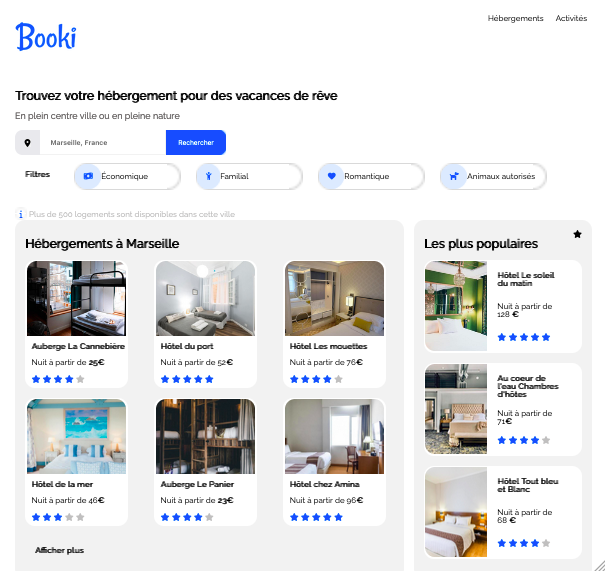 Hébergements Activités
Booki
Trouvez votre hébergement pour des vacances de rêve
En plein centre ville ou en pleine nature
Marseille, France
Rechercher
Filtres
Économique
Familial
Romantique
Animaux autorisés
Plus de 500 logements sont disponibles dans cette ville
Hébergements à Marseille
Auberge La Cannebière
Nuit à partir de 25€
Hôtel du port
Nuit à partir de 52€
Hôtel Les mouettes
Nuit à partir de 76€
Hôtel de la mer
Nuit à partir de 46€
Auberge Le Panier
Nuit à partir de 23€
Hôtel chez Amina
Nuit à partir de 96€
Afficher plus
Les plus populaires
Hôtel Le soleil
du matin
Nuit à partir de
128 €
Au coeur de
l'eau Chambres
d'hôtes
Nuit à partir de
71€
Hôtel Tout bleu
et Blanc
Nuit à partir de
68 €